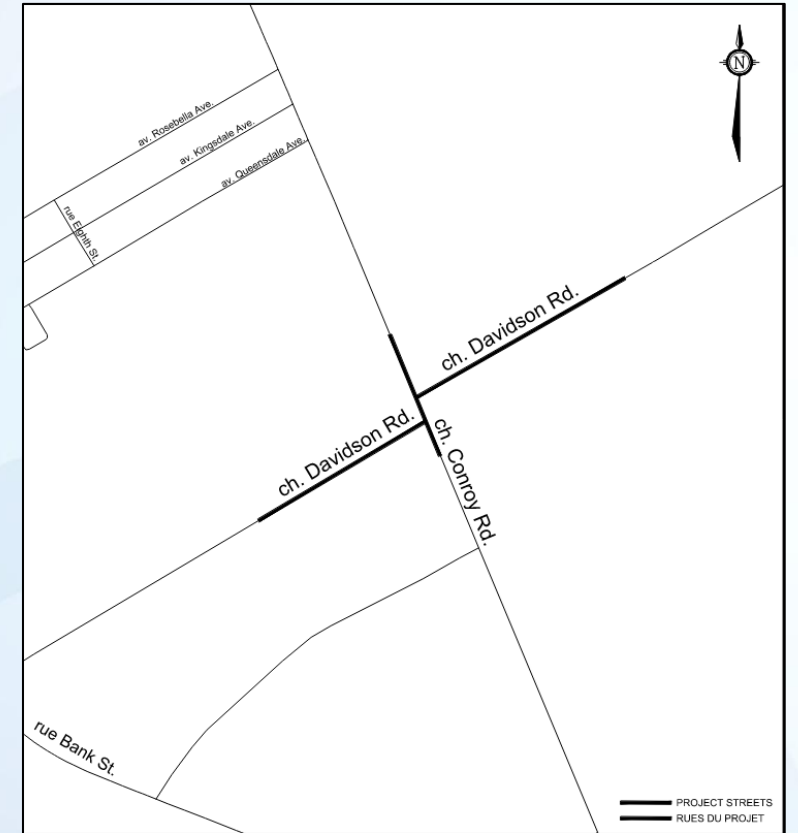 N
av. Rosebella Ave.
av. Kingsdale Ave.
av. Queensdale Ave.
rue Eighth St.
ch. Davidson Rd.
ch. Davidson Rd.
ch. Conroy Rd.
rue Bank St.
PROJECT STREETS
RUES DU PROJET